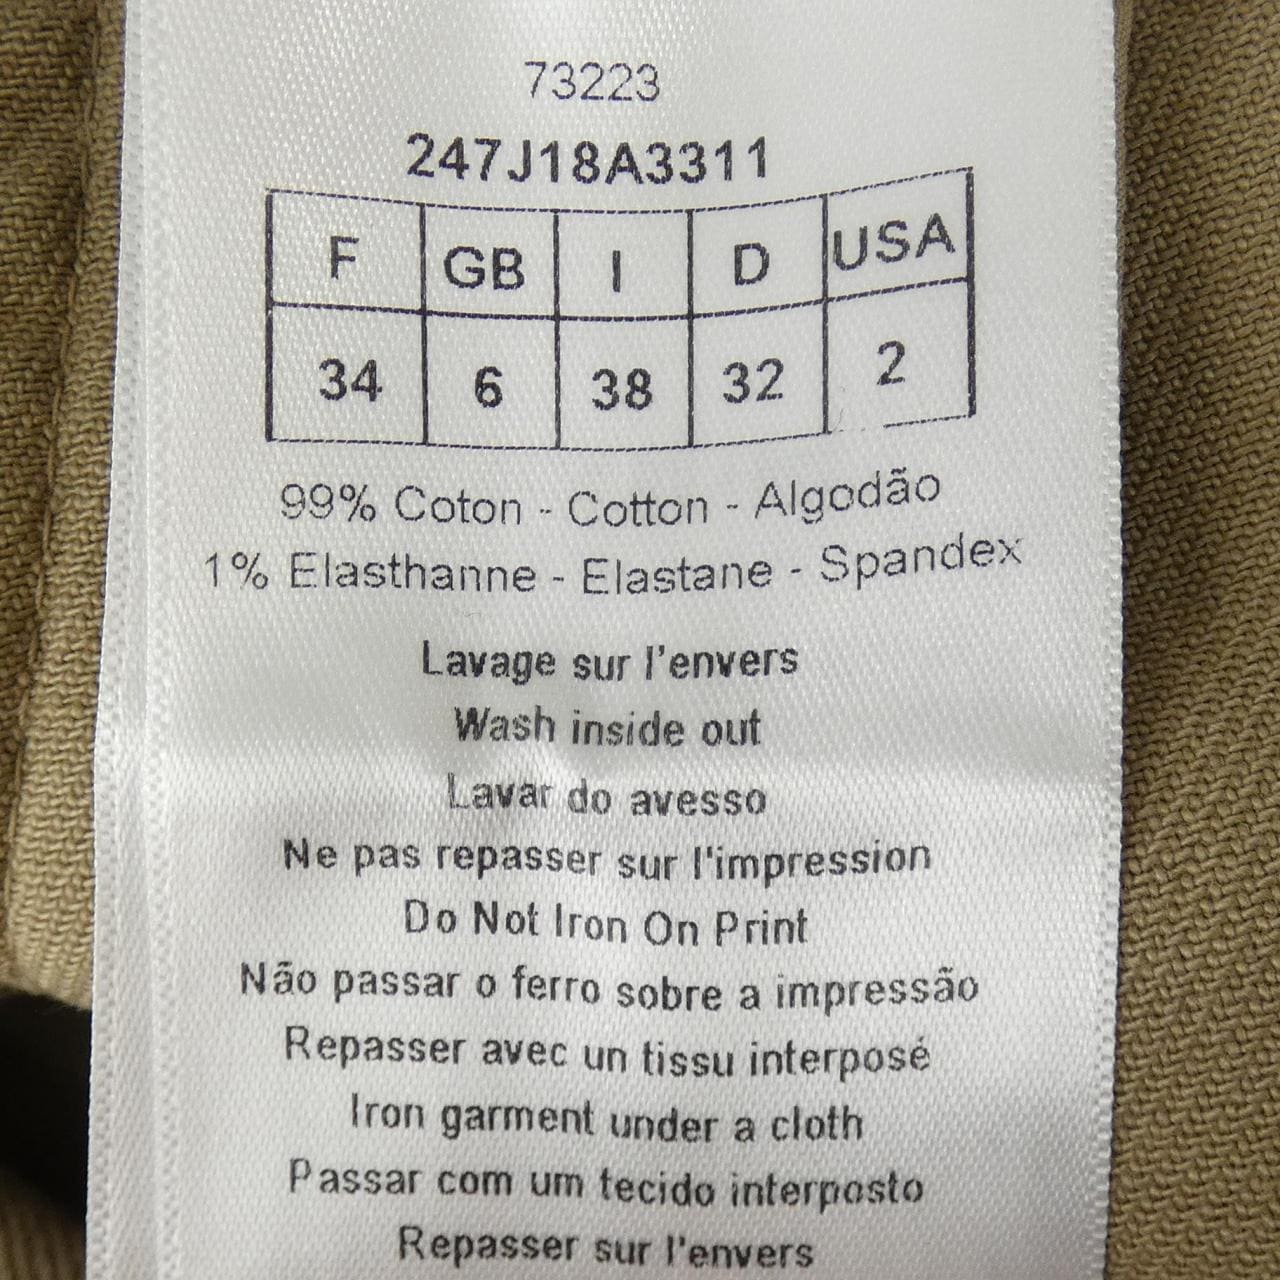 73223
247J18A3311
F GB I D USA
34 6 38 32 2
99% Coton - Cotton - Algodão
1% Elasthanne - Elastane - Spandex
Lavage sur l'envers
Wash inside out
Lavar do avesso
Ne pas repasser sur l'impression
Do Not Iron On Print
Não passar o ferro sobre a impressão
Repasser avec un tissu interposé
Iron garment under a cloth
Passar com um tecido interposto
Repasser sur l'envers